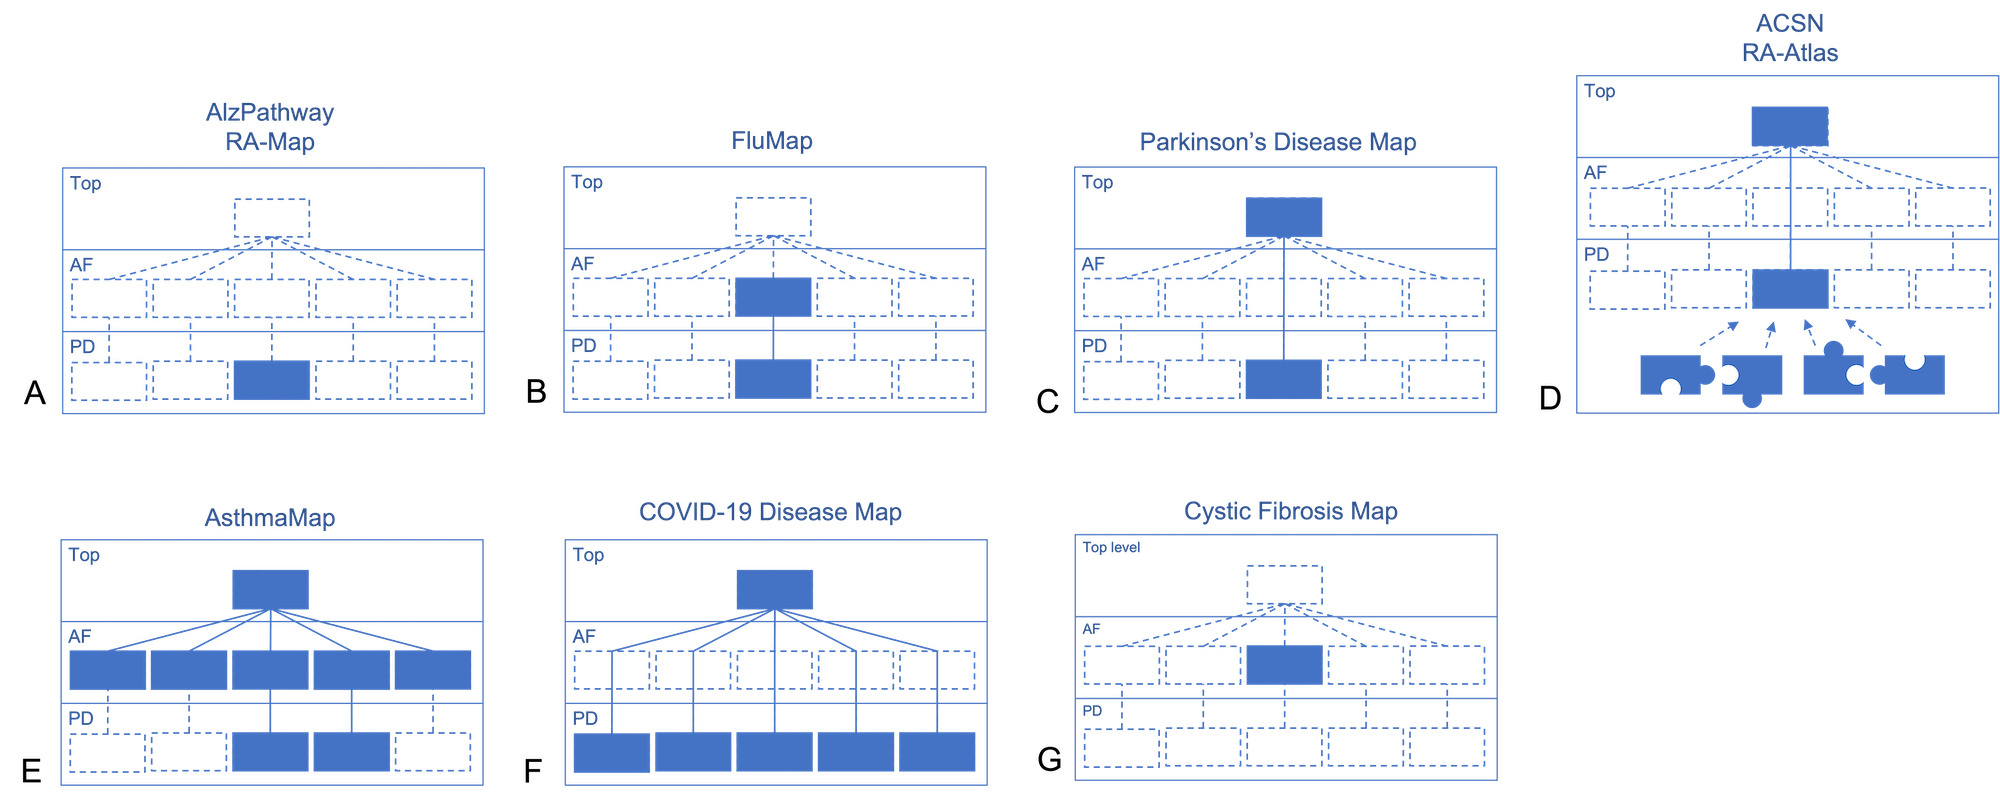 AlzPathway
RA-Map
Top
AF
PD
A
FluMap
Top
AF
PD
B
Parkinson’s Disease Map
Top
AF
PD
C
ACSN
RA-Atlas
Top
AF
PD
D
AsthmaMap
Top
AF
PD
E
COVID-19 Disease Map
Top
AF
PD
F
Cystic Fibrosis Map
Top level
AF
PD
G